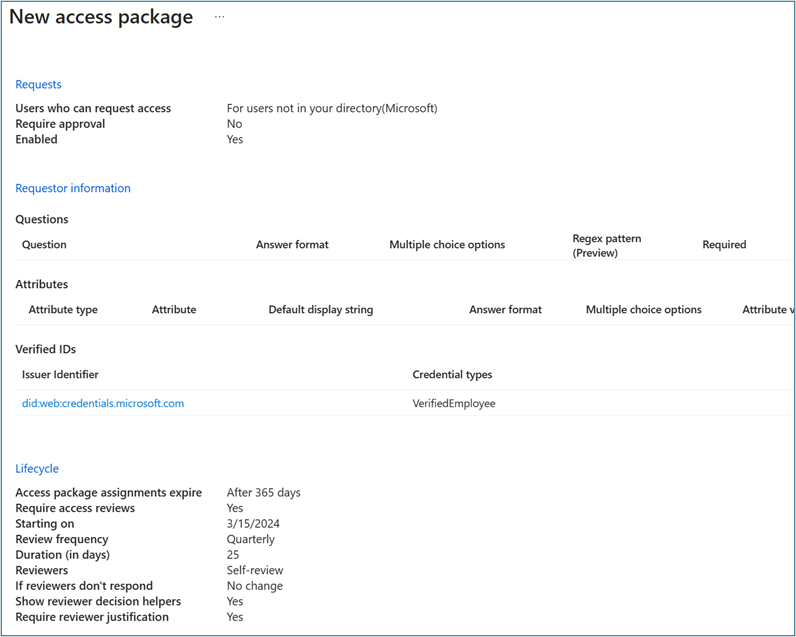 New access package ...
Requests
Users who can request access For users not in your directory(Microsoft)
Require approval No
Enabled Yes
Requestor information
Questions
Question Answer format Multiple choice options Regex pattern (Preview) Required
Attributes
Attribute type Attribute Default display string Answer format Multiple choice options Attribute v
Verified IDs
Issuer Identifier Credential types
did:web:credentials.microsoft.com VerifiedEmployee
Lifecycle
Access package assignments expire After 365 days
Require access reviews Yes
Starting on 3/15/2024
Review frequency Quarterly
Duration (in days) 25
Reviewers Self-review
If reviewers don't respond No change
Show reviewer decision helpers Yes
Require reviewer justification Yes